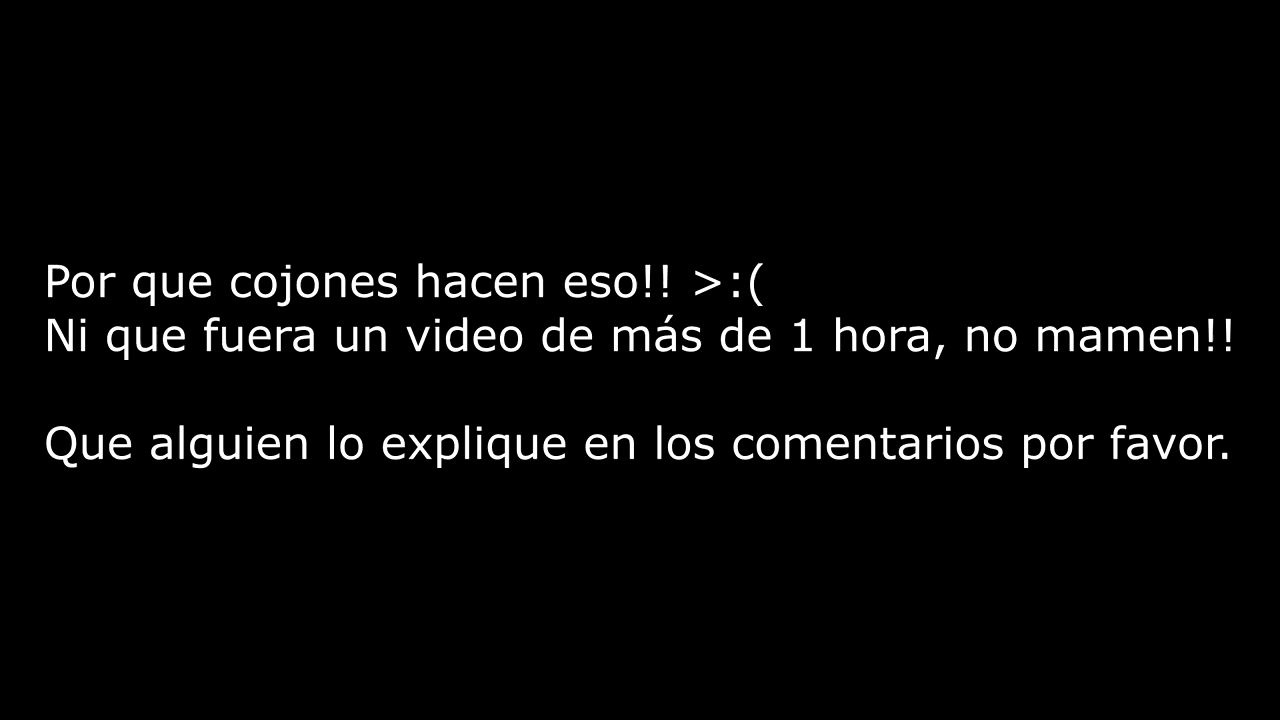 Por que cojones hacen eso!! >:(
Ni que fuera un video de más de 1 hora, no mamen!!
Que alguien lo explique en los comentarios por favor.